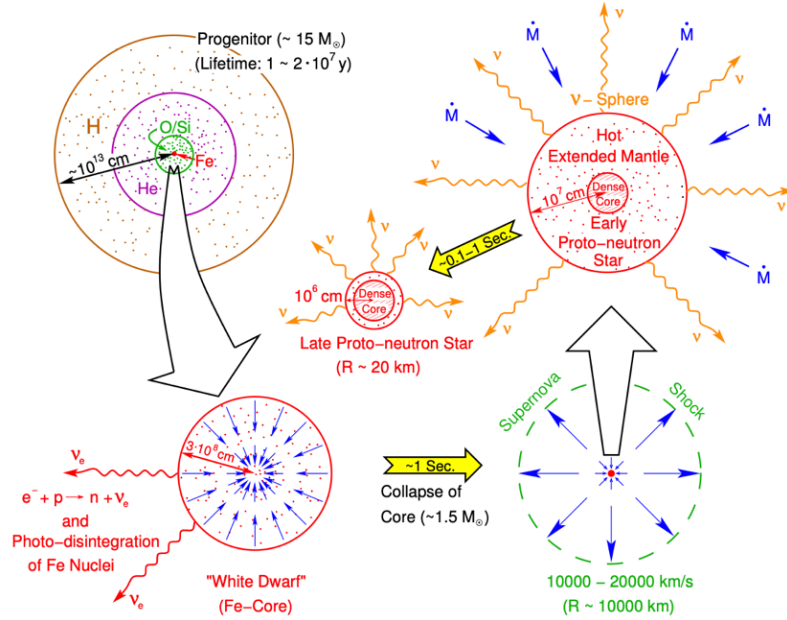 Progenitor (~ 15 M☉)
(Lifetime: 1 ~ 2·10⁷ y)
H
O/Si
Fe
He
~10¹³ cm
ν
ν
ν
ν
ν
ν
ν
ν
Ṁ
Ṁ
Ṁ
Ṁ
Ṁ
ν−Sphere
Hot
Extended Mantle
10⁷ cm
Dense
Core
Early
Proto−neutron
Star
~0.1−1 Sec.
ν
ν
ν
ν
ν
10⁶ cm
Dense
Core
Late Proto−neutron Star
(R ~ 20 km)
3·10⁸cm
νₑ
e⁻ + p → n + νₑ
and
Photo−disintegration
of Fe Nuclei
νₑ
"White Dwarf"
(Fe−Core)
~1 Sec.
Collapse of
Core (~1.5 M☉)
Supernova
Shock
10000 − 20000 km/s
(R ~ 10000 km)